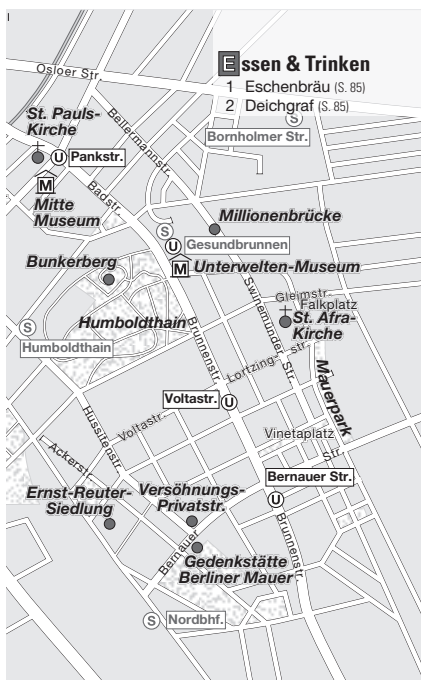 Essen & Trinken
1 Eschenbräu (S. 85)
2 Deichgraf (S. 85)
Osloer Str.
St. Pauls-
Kirche
U Pankstr.
Bellermannstr.
S
Bornholmer Str.
M
Mitte
Museum
Badstr.
Millionenbrücke
S
U Gesundbrunnen
Bunkerberg
M Unterwelten-Museum
Swinemünder Str.
Gleimstr.
Falkplatz
St. Afra-
Kirche
Humboldthain
S
Humboldthain
Brunnenstr.
Lortzing- str.
Mauerpark
Voltastr. U
Hussitenstr.
Voltastr.
Vinetaplatz
Ackerstr.
Bernauer Str.
U
Str.
Ernst-Reuter-
Siedlung
Versöhnungs-
Privatstr.
Brunnenstr.
Bernauer
Gedenkstätte
Berliner Mauer
S Nordbhf.